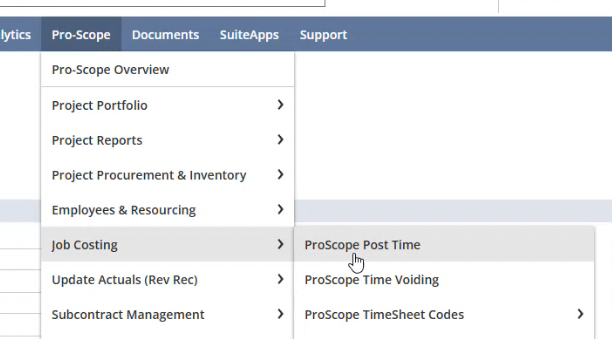 lytics Pro-Scope Documents SuiteApps Support
Pro-Scope Overview
Project Portfolio
Project Reports
Project Procurement & Inventory
Employees & Resourcing
Job Costing
ProScope Post Time
Update Actuals (Rev Rec)
ProScope Time Voiding
Subcontract Management
ProScope TimeSheet Codes